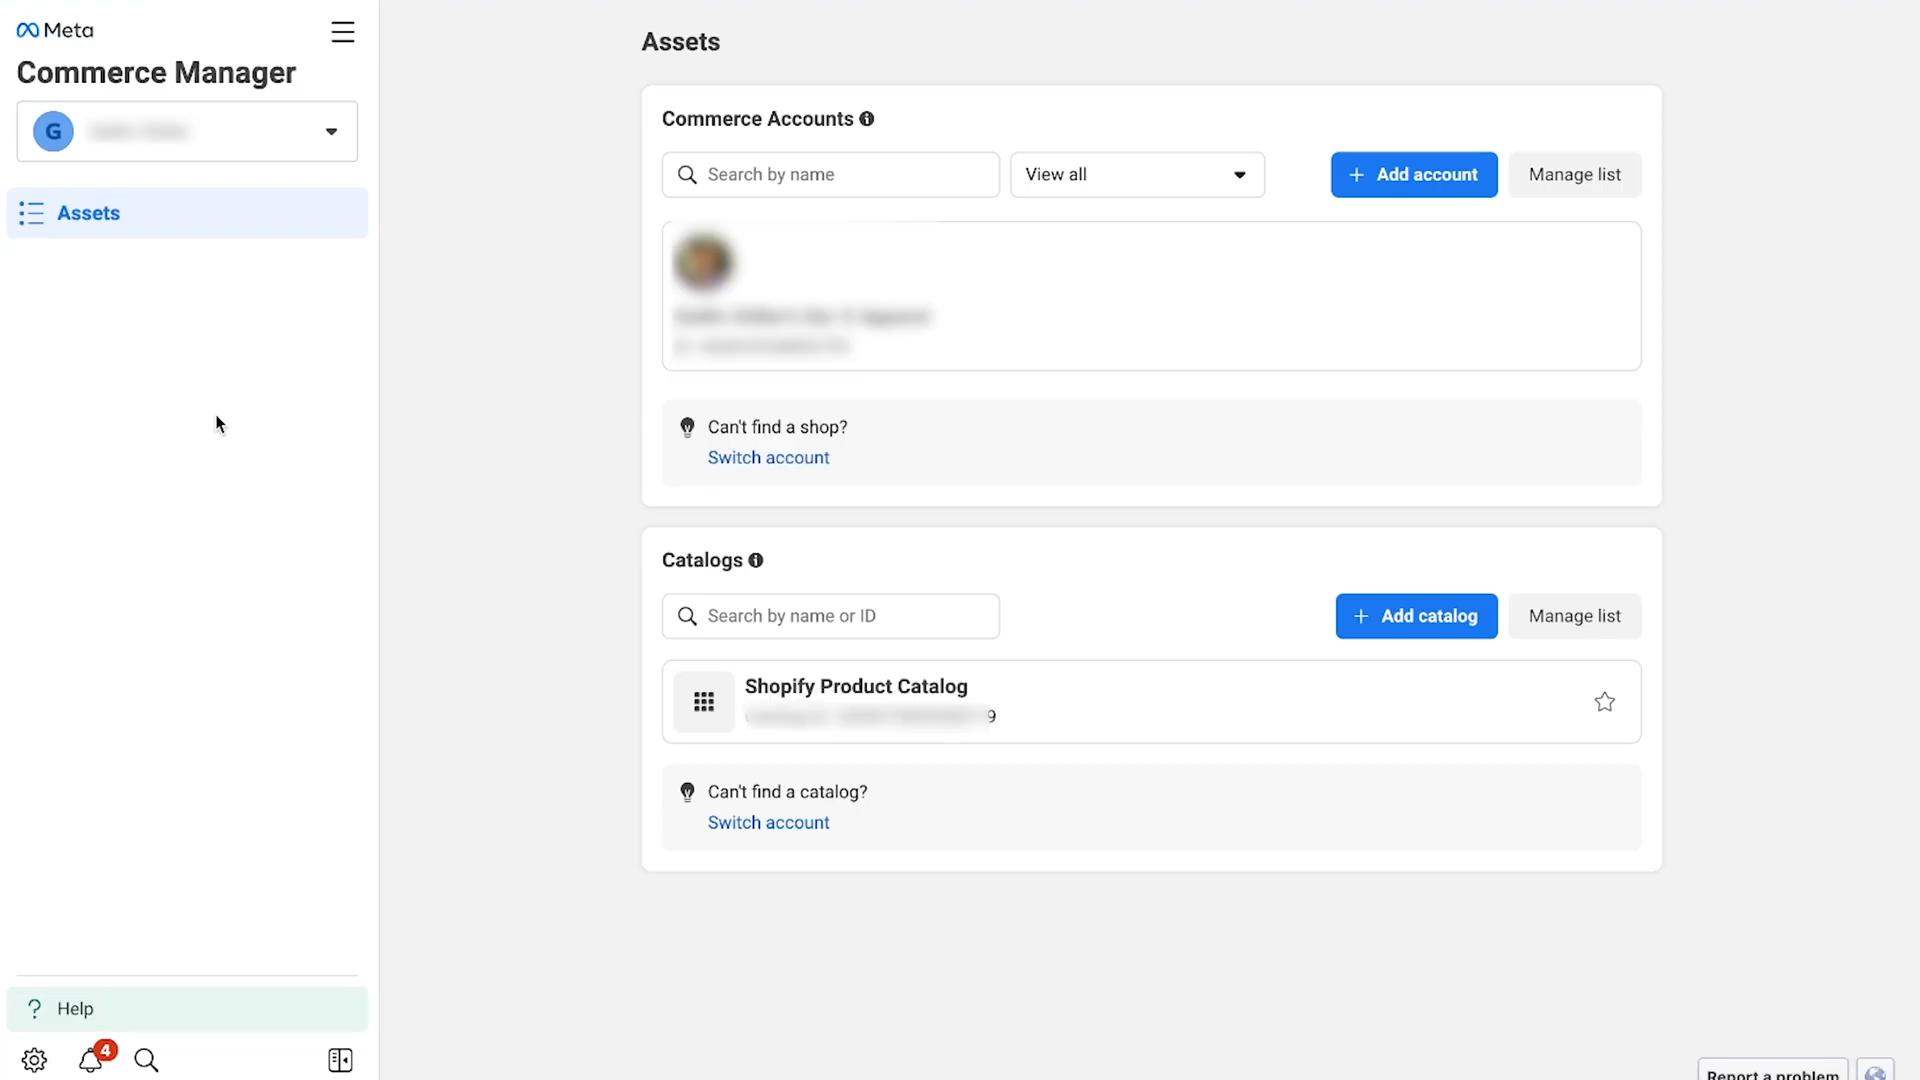 Meta
Commerce Manager
G
Assets
Help
4
Assets
Commerce Accounts
Search by name
View all
+ Add account
Manage list
Can't find a shop?
Switch account
Catalogs
Search by name or ID
+ Add catalog
Manage list
Shopify Product Catalog
9
Can't find a catalog?
Switch account
Report a problem